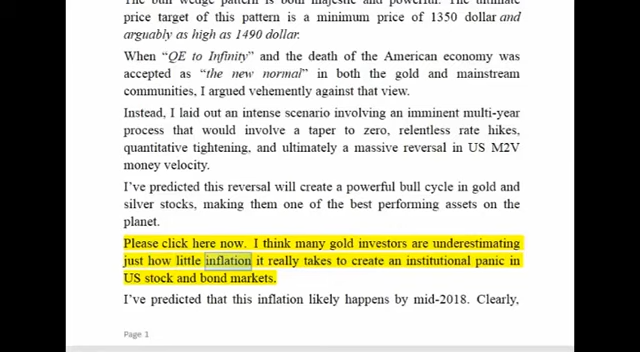 The bull wedge pattern is both majestic and powerful. The ultimate
price target of this pattern is a minimum price of 1350 dollar and
arguably as high as 1490 dollar.
When “QE to Infinity” and the death of the American economy was
accepted as “the new normal” in both the gold and mainstream
communities, I argued vehemently against that view.
Instead, I laid out an intense scenario involving an imminent multi-year
process that would involve a taper to zero, relentless rate hikes,
quantitative tightening, and ultimately a massive reversal in US M2V
money velocity.
I’ve predicted this reversal will create a powerful bull cycle in gold and
silver stocks, making them one of the best performing assets on the
planet.
Please click here now. I think many gold investors are underestimating
just how little inflation it really takes to create an institutional panic in
US stock and bond markets.
I’ve predicted that this inflation likely happens by mid-2018. Clearly,
Page 1